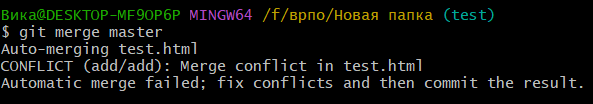 Вика@DESKTOP-MF9OP6P MINGW64 /f/врпо/Новая папка (test)
$ git merge master
Auto-merging test.html
CONFLICT (add/add): Merge conflict in test.html
Automatic merge failed; fix conflicts and then commit the result.